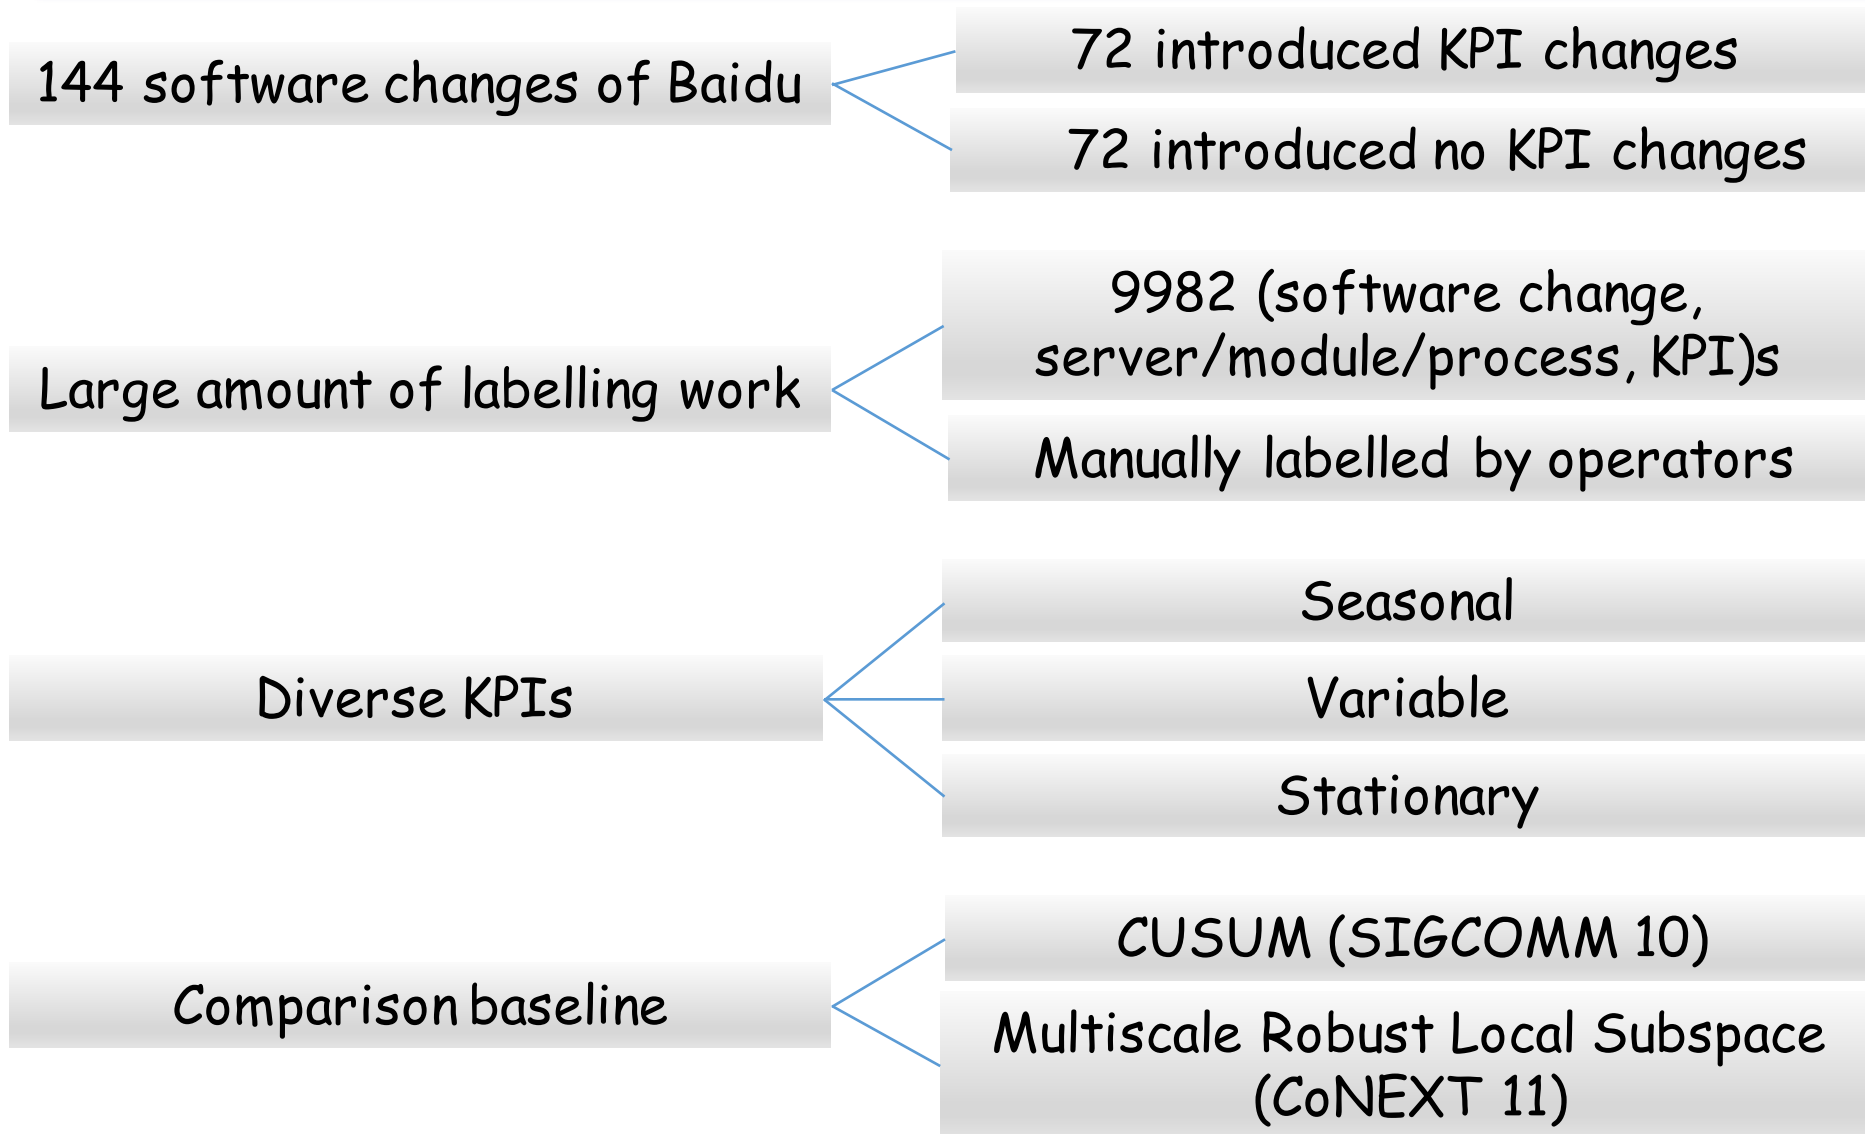 144 software changes of Baidu
72 introduced KPI changes
72 introduced no KPI changes
Large amount of labelling work
9982 (software change,
server/module/process, KPI)s
Manually labelled by operators
Diverse KPIs
Seasonal
Variable
Stationary
Comparison baseline
CUSUM (SIGCOMM 10)
Multiscale Robust Local Subspace
(CoNEXT 11)